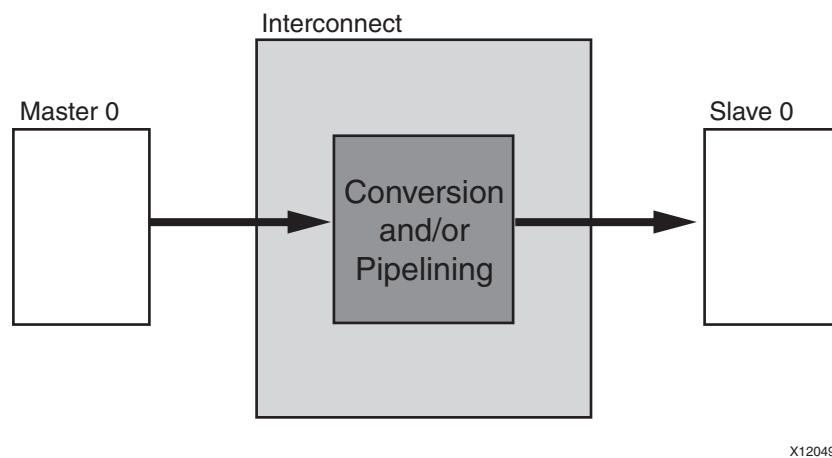 Interconnect
Master 0
Slave 0
Conversion
and/or
Pipelining
X12049